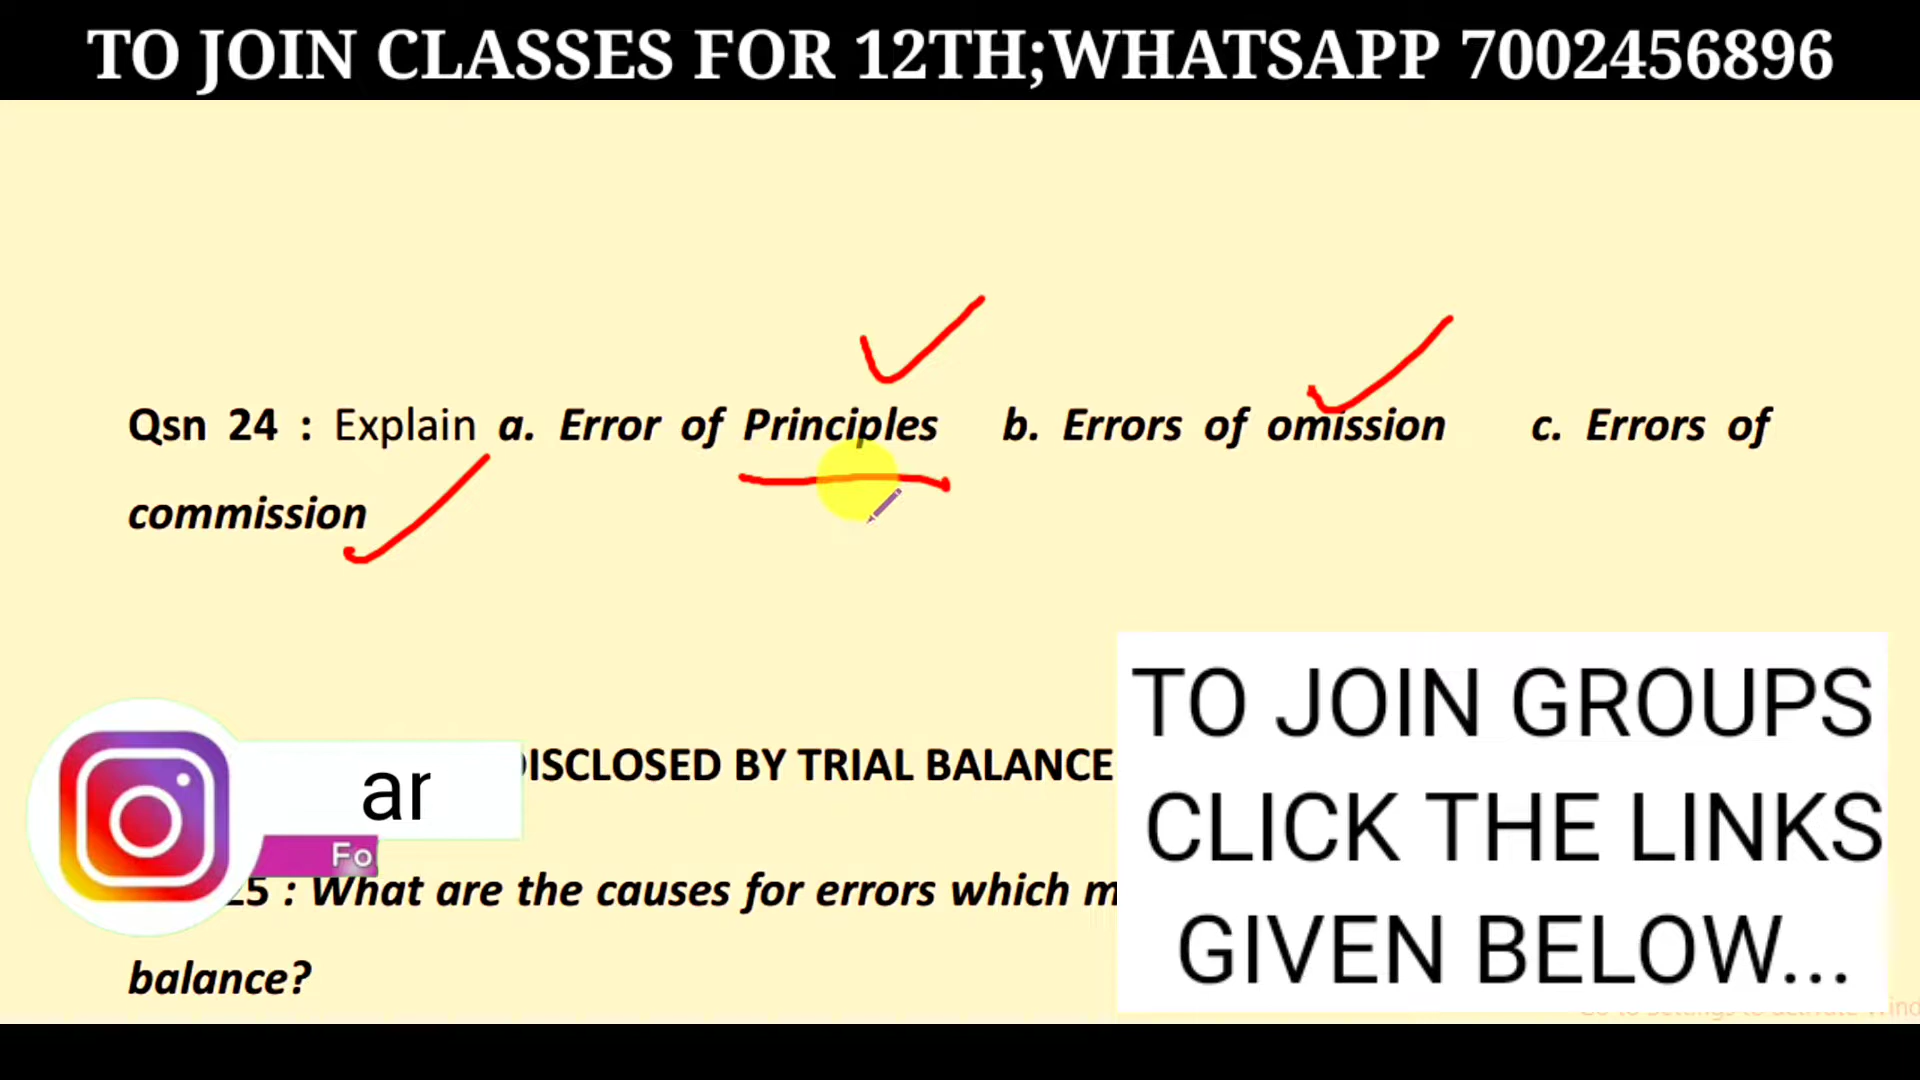 TO JOIN CLASSES FOR 12TH;WHATSAPP 7002456896
Qsn 24 : Explain a. Error of Principles b. Errors of omission c. Errors of
commission
DISCLOSED BY TRIAL BALANCE
ar
Fo
25 : What are the causes for errors which m
balance?
TO JOIN GROUPS
CLICK THE LINKS
GIVEN BELOW...